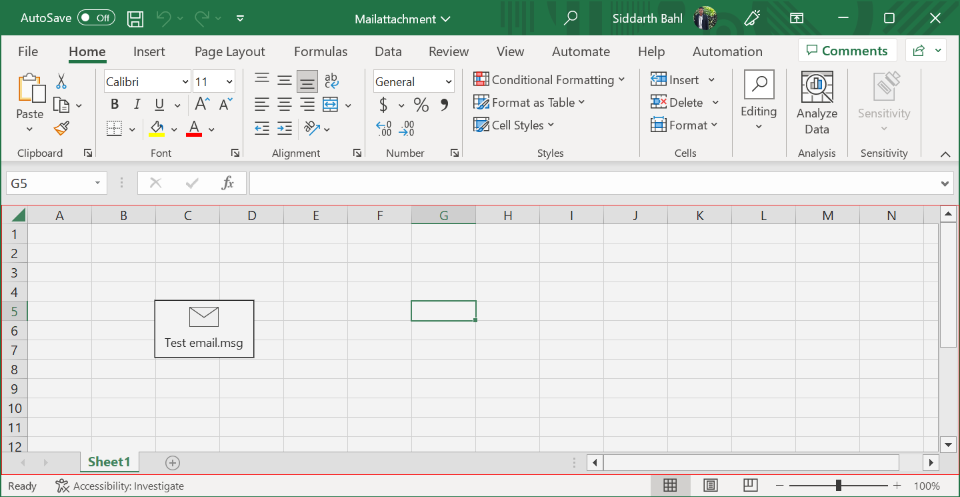 AutoSave Off Mailattachment Siddarth Bahl
File Home Insert Page Layout Formulas Data Review View Automate Help Automation Comments
Calibri 11 ab General Conditional Formatting Insert
Paste B I U A A $ % 9 Format as Table Delete Editing Analyze Data Sensitivity
A .00 .00 Cell Styles Format
Clipboard Font Alignment Number Styles Cells Analysis Sensitivity
G5 fx
A B C D E F G H I J K L M N
1
2
3
4
5
6
Test email.msg
7
8
9
10
11
12
Sheet1
Ready Accessibility: Investigate 100%